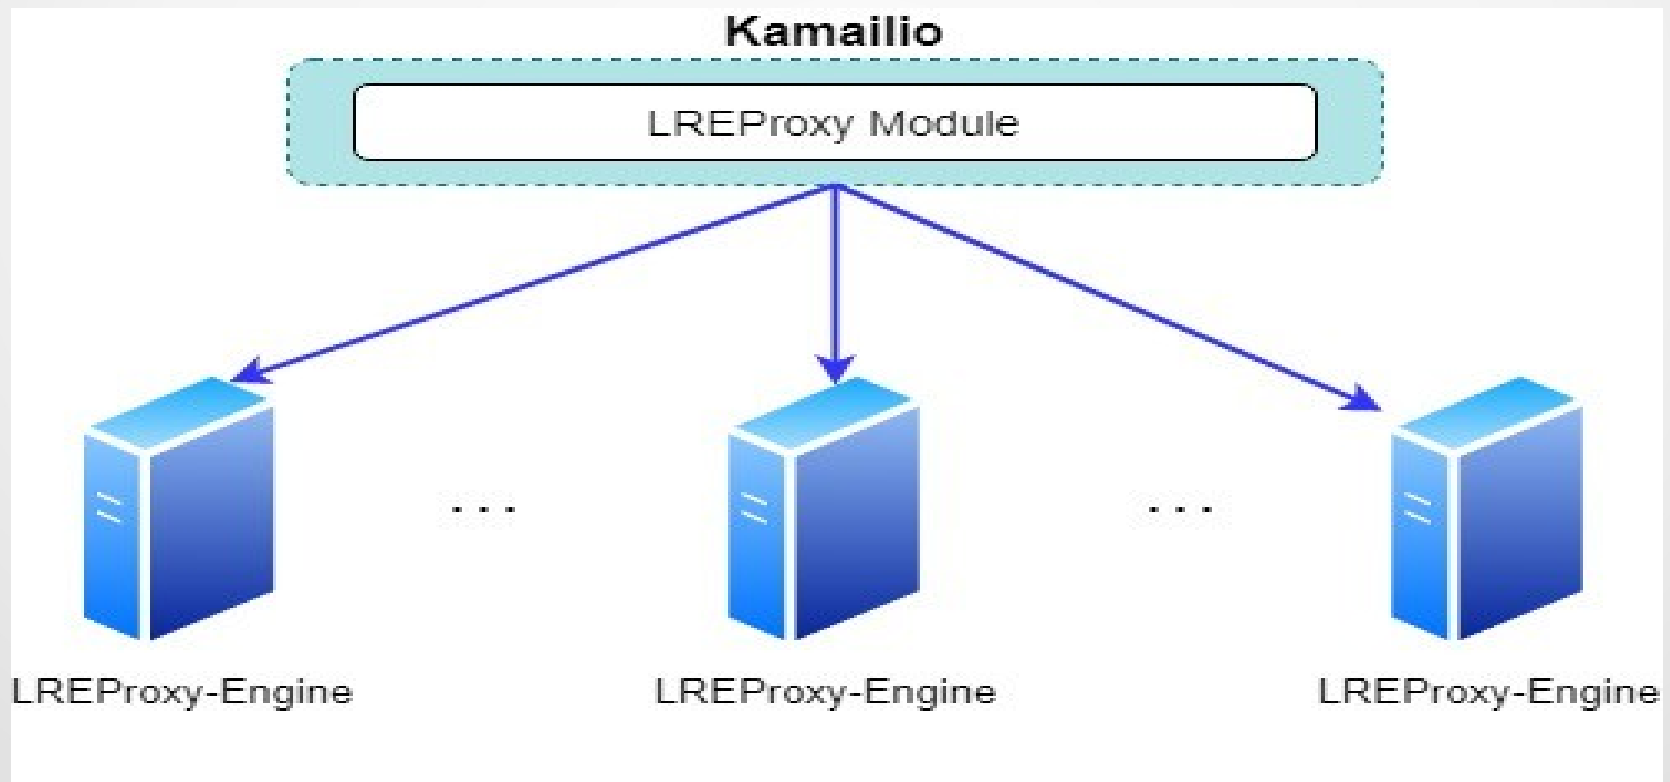 Kamailio
LREProxy Module
. . .
. . .
LREProxy-Engine
LREProxy-Engine
LREProxy-Engine